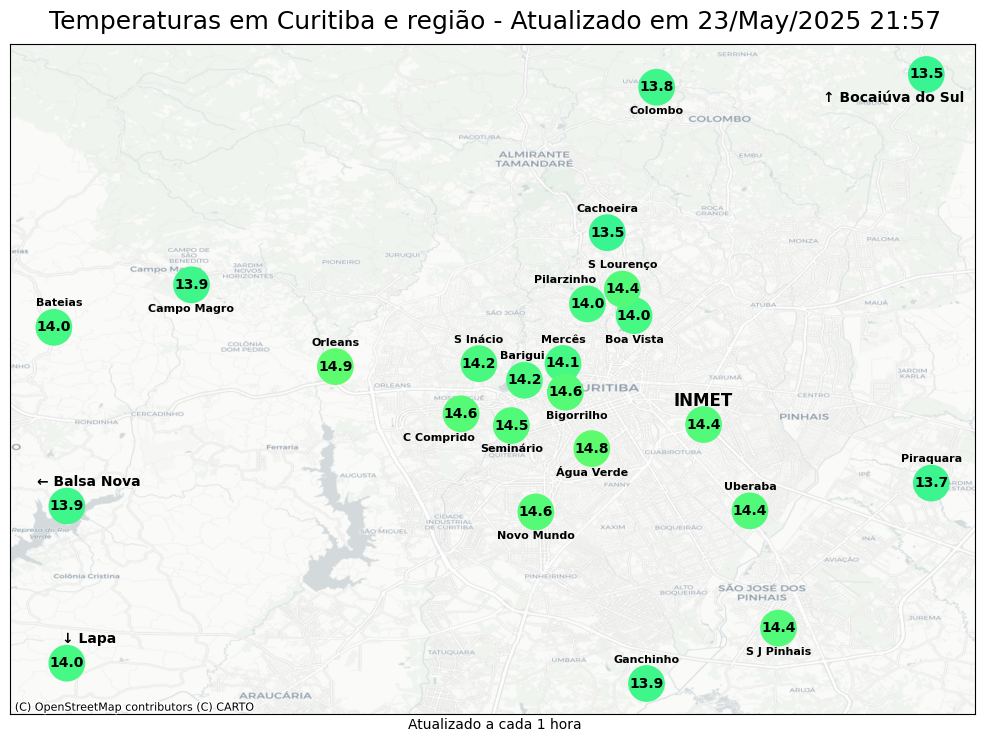 Temperaturas em Curitiba e região - Atualizado em 23/May/2025 21:57
SERRINHA
13.5
13.8
↑ Bocaiúva do Sul
Colombo
COLOMBO
PACOTUBA
ALMIRANTE
TAMANDARÉ
EMBU
ROÇA
GRANDE
Cachoeira
13.5
MONZA
PALOMA
CAMPO DE
SÃO
BENEDITO
JURUQUI
PIONEIRO
JARDIM
NOVOS
HORIZONTES
Campo Ma
S Lourenço
Pilarzinho
13.9
14.4
Bateias
14.0
ATUBA
MAUÁ
Campo Magro
SÃO JOÃO
14.0
14.0
Boa Vista
COLÔNIA
DOM PEDRO
Orleans
S Inácio
Mercês
Barigui
14.9
14.2
14.1
14.2
JARDIM
KARLA
TARUMÃ
ORLEANS
14.6
URITIBA
CENTRO
INMET
CERCADINHO
RONDINHA
14.6
Bigorrilho
PINHAIS
14.5
14.4
C Comprido
Seminário
14.8
Ferraria
QUITÉRIA
GUABIROTUBA
Piraquara
Água Verde
IPÊ
AUGUSTA
← Balsa Nova
FANNY
Uberaba
13.7
13.9
14.6
14.4
CIDADE
INDUSTRIAL
DE CURITIBA
SÃO MIGUEL
XAXIM
BOQUEIRÃO
Represa do Rio
Verde
Novo Mundo
INÁ
AVIAÇÃO
Colônia Cristina
PINHEIRINHO
ALTO
BOQUEIRÃO
SÃO JOSÉ DOS
PINHAIS
JUREMA
14.4
↓ Lapa
S J Pinhais
TATUQUARA
UMBARÁ
Ganchinho
14.0
13.9
ARUJÁ
ARAUCÁRIA
(C) OpenStreetMap contributors (C) CARTO
Atualizado a cada 1 hora